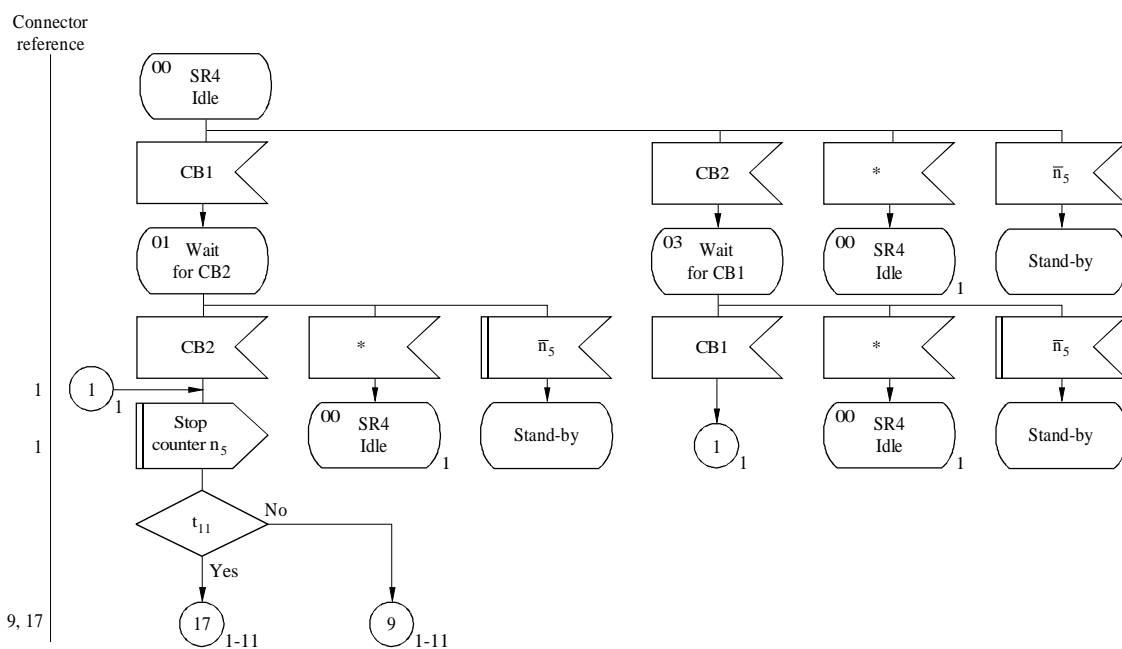 Connector
reference
00
SR4
Idle
CB1
CB2
*
n̅5
01
Wait
for CB2
03
Wait
for CB1
00
SR4
Idle
1
Stand-by
CB2
*
n̅5
CB1
*
n̅5
1
1
1
Stop
counter n5
1
00
SR4
Idle
1
Stand-by
1
1
00
SR4
Idle
1
Stand-by
t11
No
Yes
9, 17
17
1-11
9
1-11